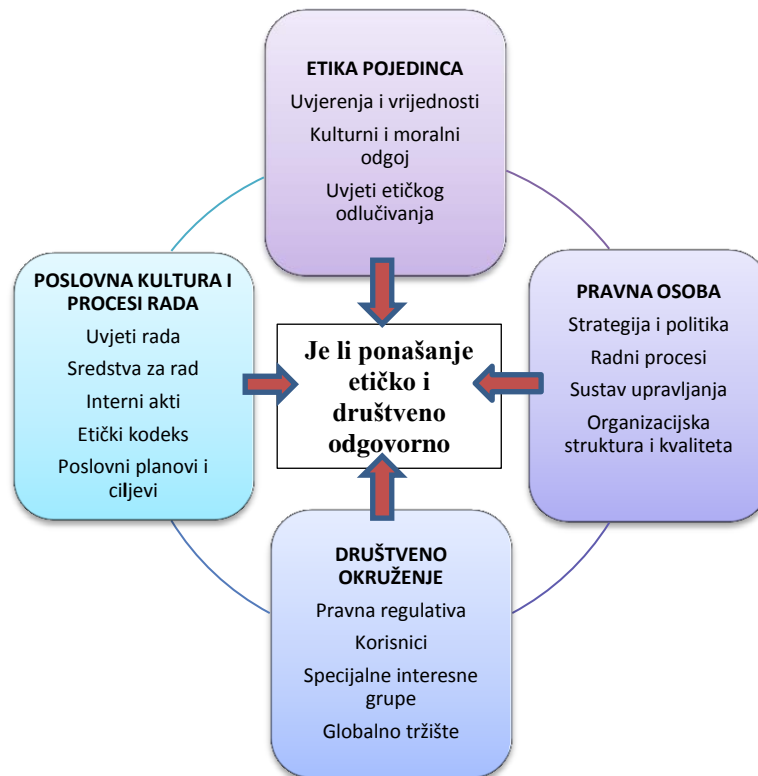 ETIKA POJEDINCA
Uvjerenja i vrijednosti
Kulturni i moralni
odgoj
Uvjeti etičkog
odlučivanja
POSLOVNA KULTURA I
PROCESI RADA
Uvjeti rada
Sredstva za rad
Interni akti
Etički kodeks
Poslovni planovi i
ciljevi
Je li ponašanje
etičko i
društveno
odgovorno
PRAVNA OSOBA
Strategija i politika
Radni procesi
Sustav upravljanja
Organizacijska
struktura i kvaliteta
DRUŠTVENO
OKRUŽENJE
Pravna regulativa
Korisnici
Specijalne interesne
grupe
Globalno tržište